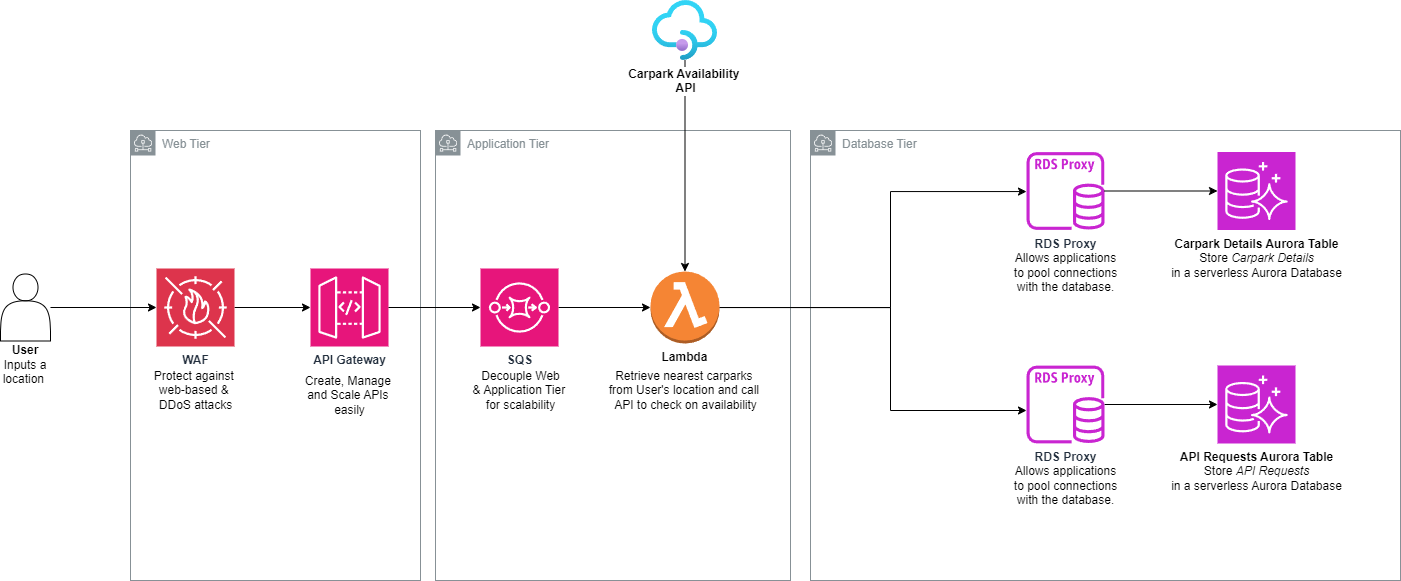 Carpark Availability
API
Web Tier
Application Tier
Database Tier
RDS Proxy
RDS Proxy
Allows applications
to pool connections
with the database.
Carpark Details Aurora Table
Store Carpark Details
in a serverless Aurora Database
User
Inputs a
location
WAF
Protect against
web-based &
DDoS attacks
</>
API Gateway
Create, Manage
and Scale APIs
easily
SQS
Decouple Web
& Application Tier
for scalability
Lambda
Retrieve nearest carparks
from User's location and call
API to check on availability
RDS Proxy
RDS Proxy
Allows applications
to pool connections
with the database.
API Requests Aurora Table
Store API Requests
in a serverless Aurora Database